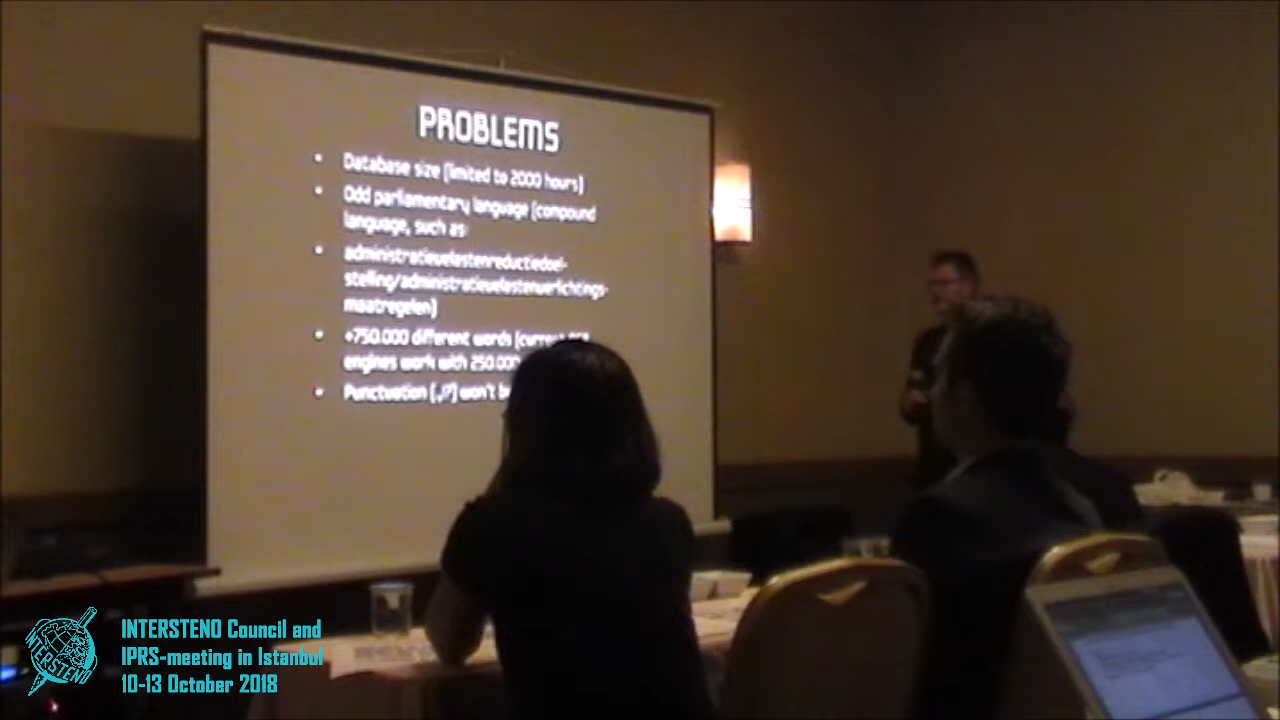 PROBLEMS
• Database size (limited to 2000 hours)
• Odd parliamentary language (compound
language, such as
• administratievelastenreductiedoel-
stelling/administratievelastenverlichtings-
maatregelen)
• +750.000 different words (current
engines work with 250.000
• Punctuation (.,!?) won't
INTERSTENO Council and
IPRS-meeting in Istanbul
10-13 October 2018
INTERSTENO